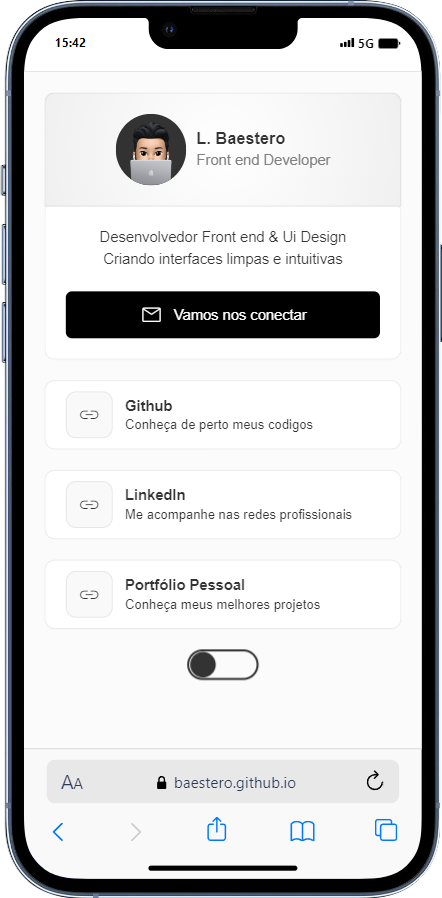 15:42
5G
L. Baestero
Front end Developer
Desenvolvedor Front end & Ui Design
Criando interfaces limpas e intuitivas
Vamos nos conectar
Github
Conheça de perto meus codigos
LinkedIn
Me acompanhe nas redes profissionais
Portfólio Pessoal
Conheça meus melhores projetos
AA
baestero.github.io